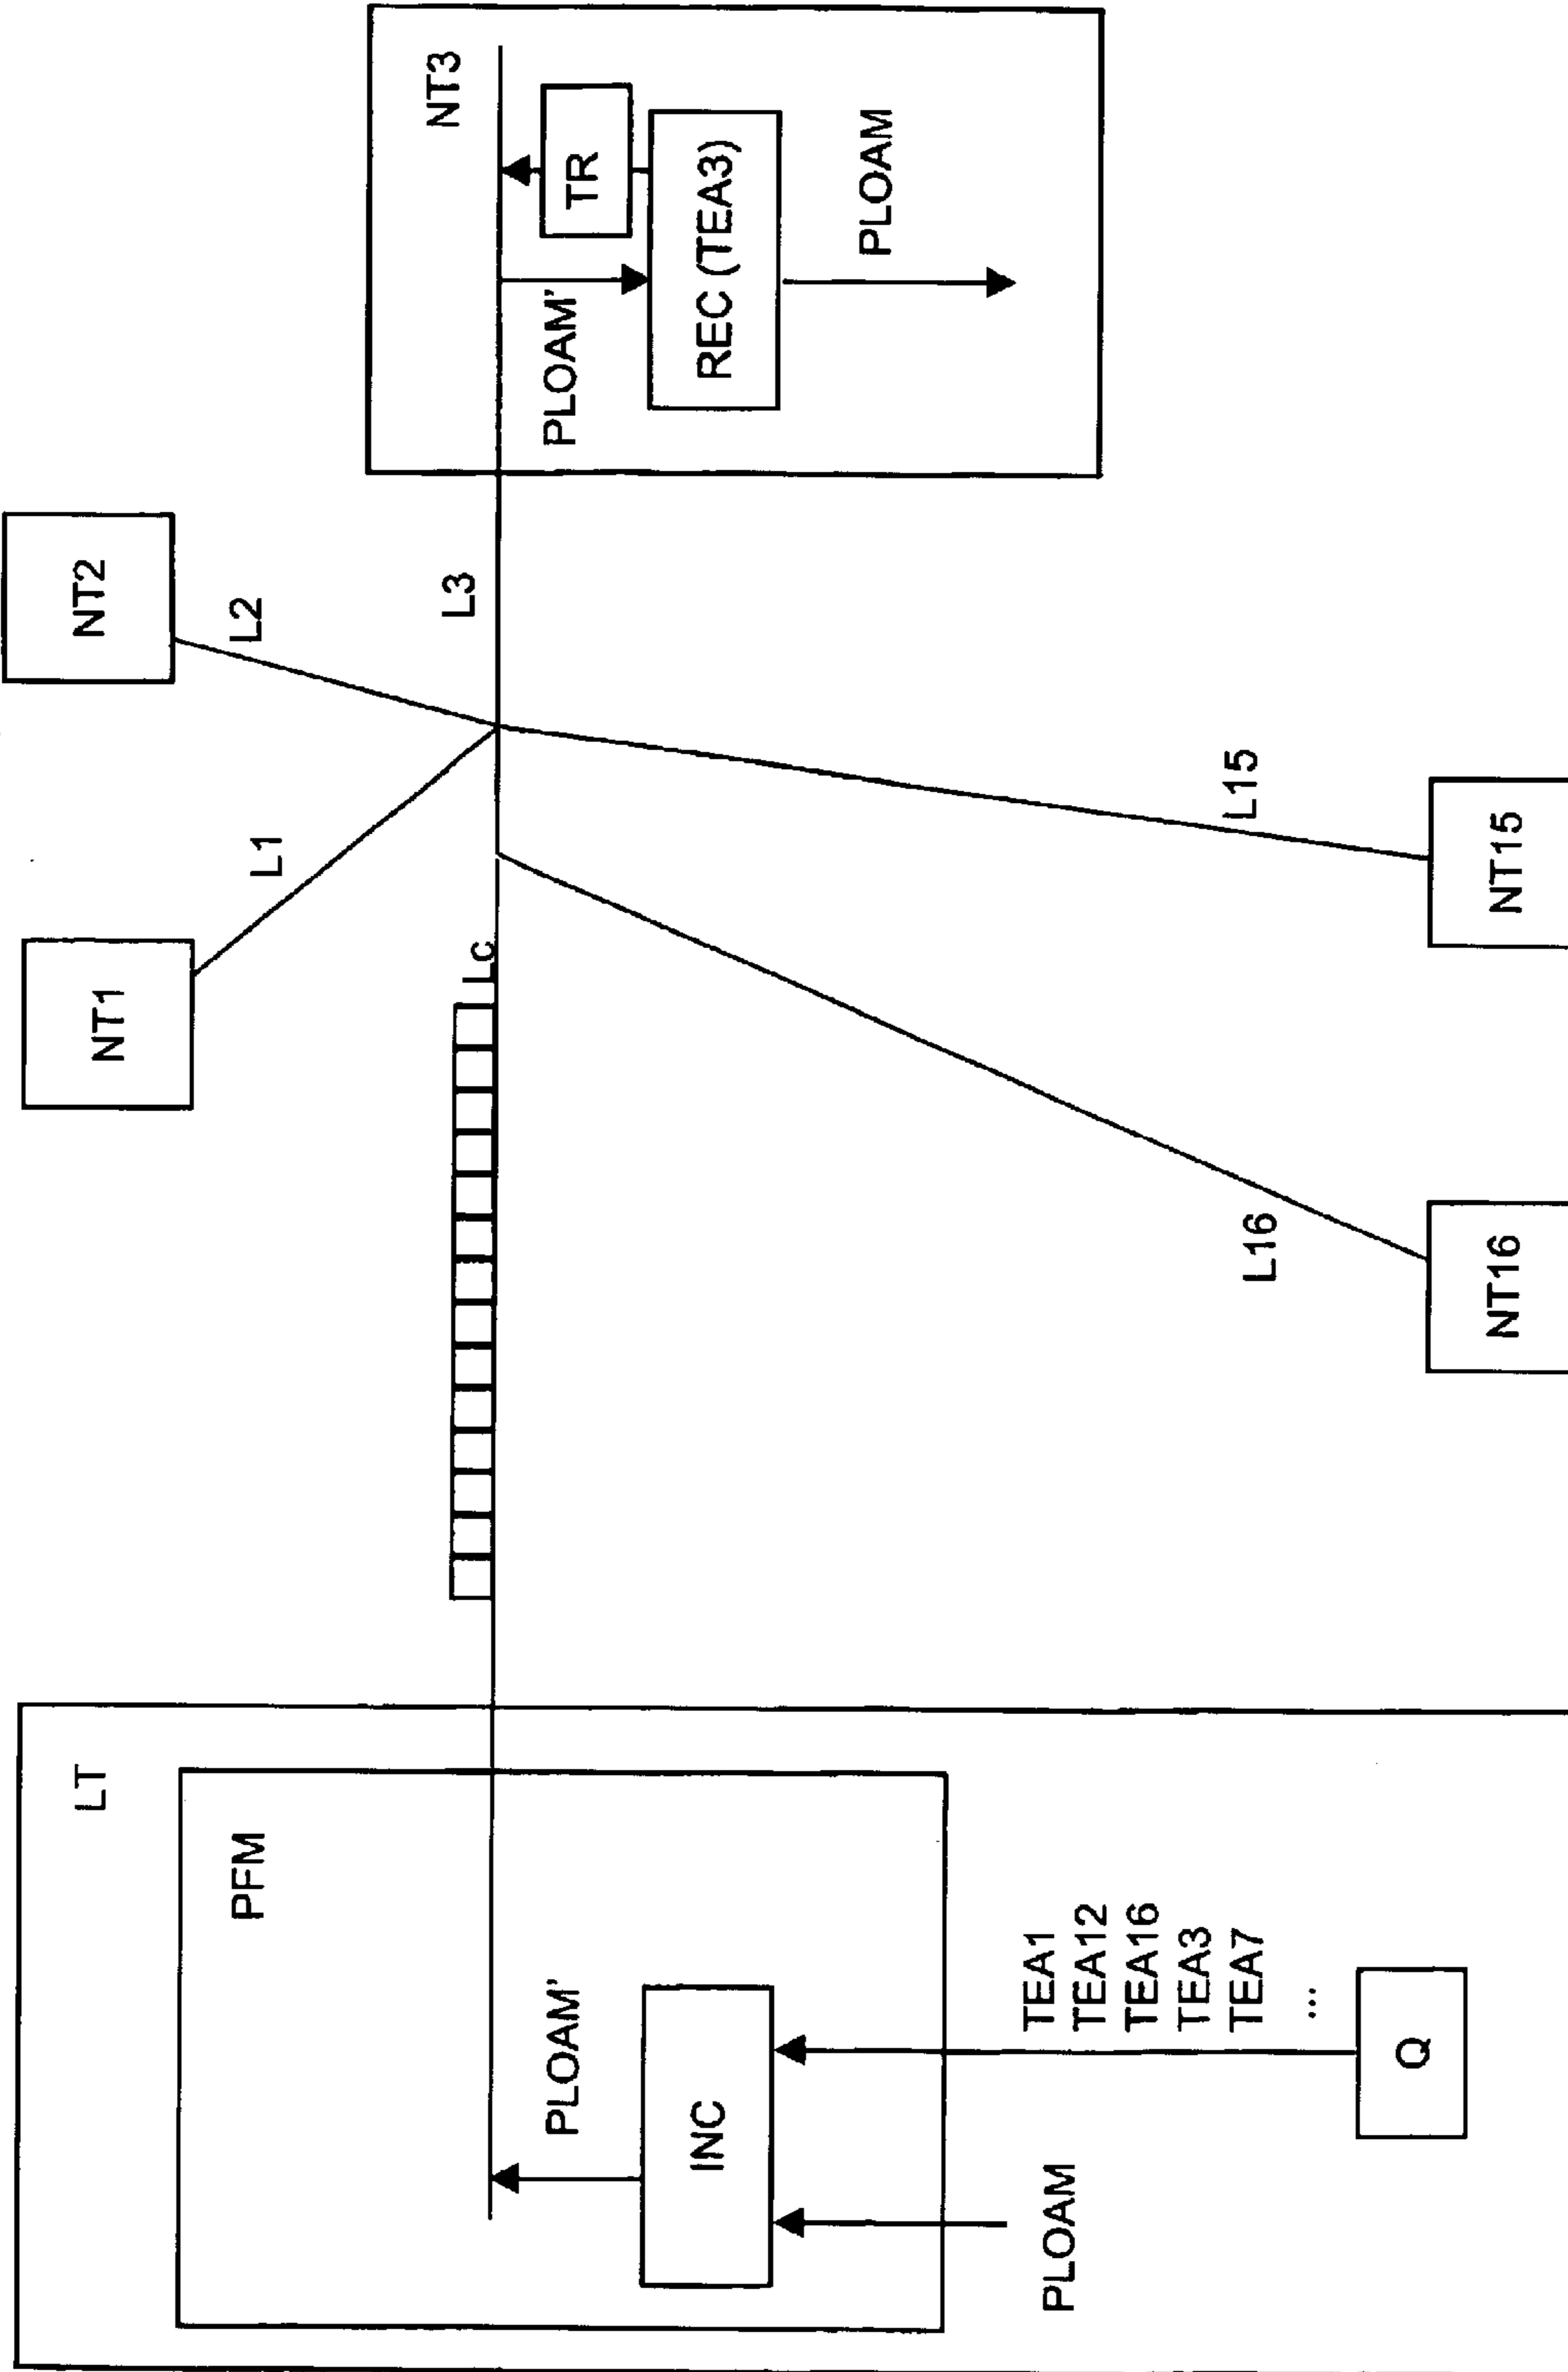 LT
PFM
PLOAM'
INC
PLOAM
TEA1
TEA12
TEA16
TEA3
TEA7
...
Q
LC
NT1
L1
NT2
L2
L3
L16
NT16
L15
NT15
NT3
PLOAM'
TR
REC (TEA3)
PLOAM